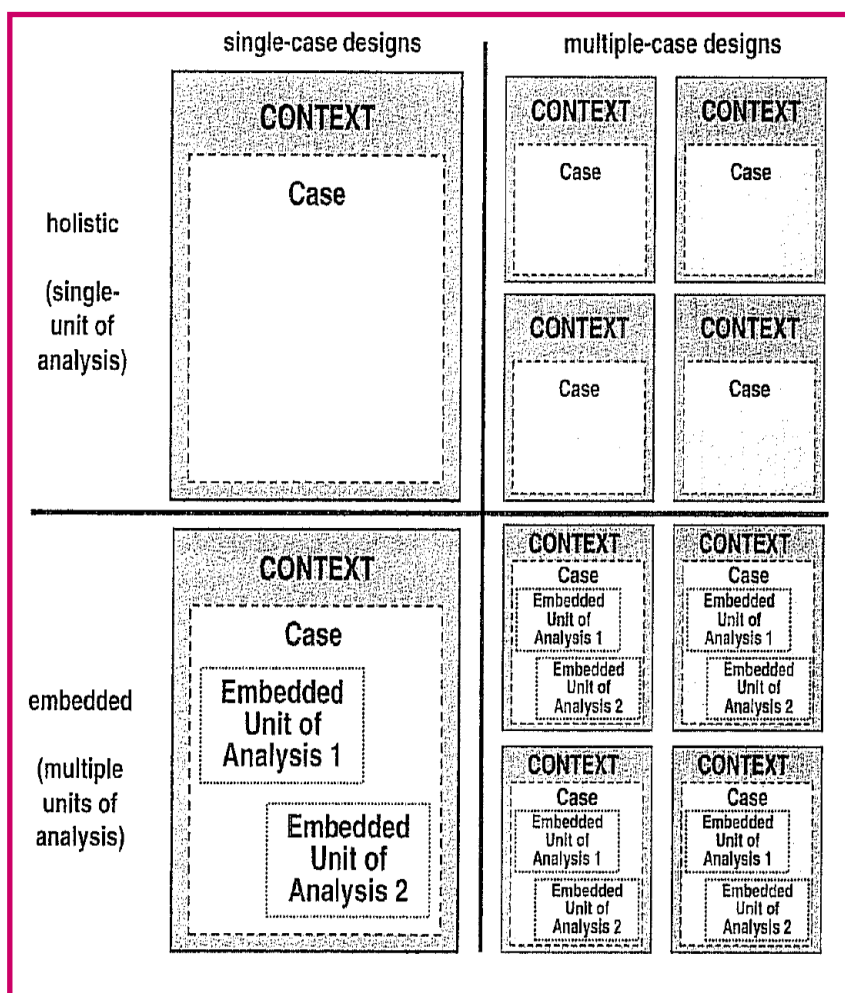 single-case designs
multiple-case designs
holistic
(single-
unit of
analysis)
CONTEXT
Case
CONTEXT
Case
CONTEXT
Case
CONTEXT
Case
CONTEXT
Case
embedded
(multiple
units of
analysis)
CONTEXT
Case
Embedded
Unit of
Analysis 1
Embedded
Unit of
Analysis 2
CONTEXT
Case
Embedded
Unit of
Analysis 1
Embedded
Unit of
Analysis 2
CONTEXT
Case
Embedded
Unit of
Analysis 1
Embedded
Unit of
Analysis 2
CONTEXT
Case
Embedded
Unit of
Analysis 1
Embedded
Unit of
Analysis 2
CONTEXT
Case
Embedded
Unit of
Analysis 1
Embedded
Unit of
Analysis 2